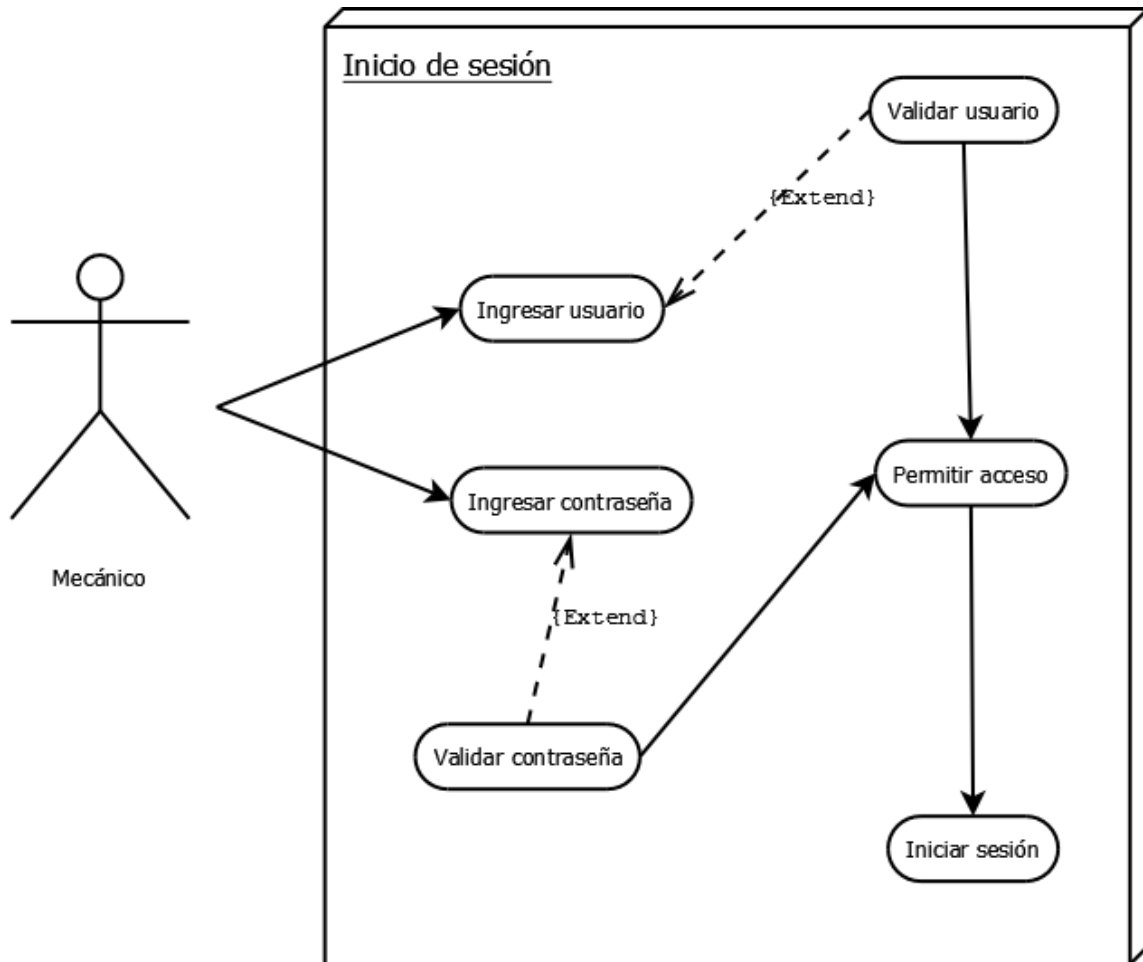 Inicio de sesión
Validar usuario
{Extend}
Ingresar usuario
Permitir acceso
Ingresar contraseña
Mecánico
{Extend}
Validar contraseña
Iniciar sesión